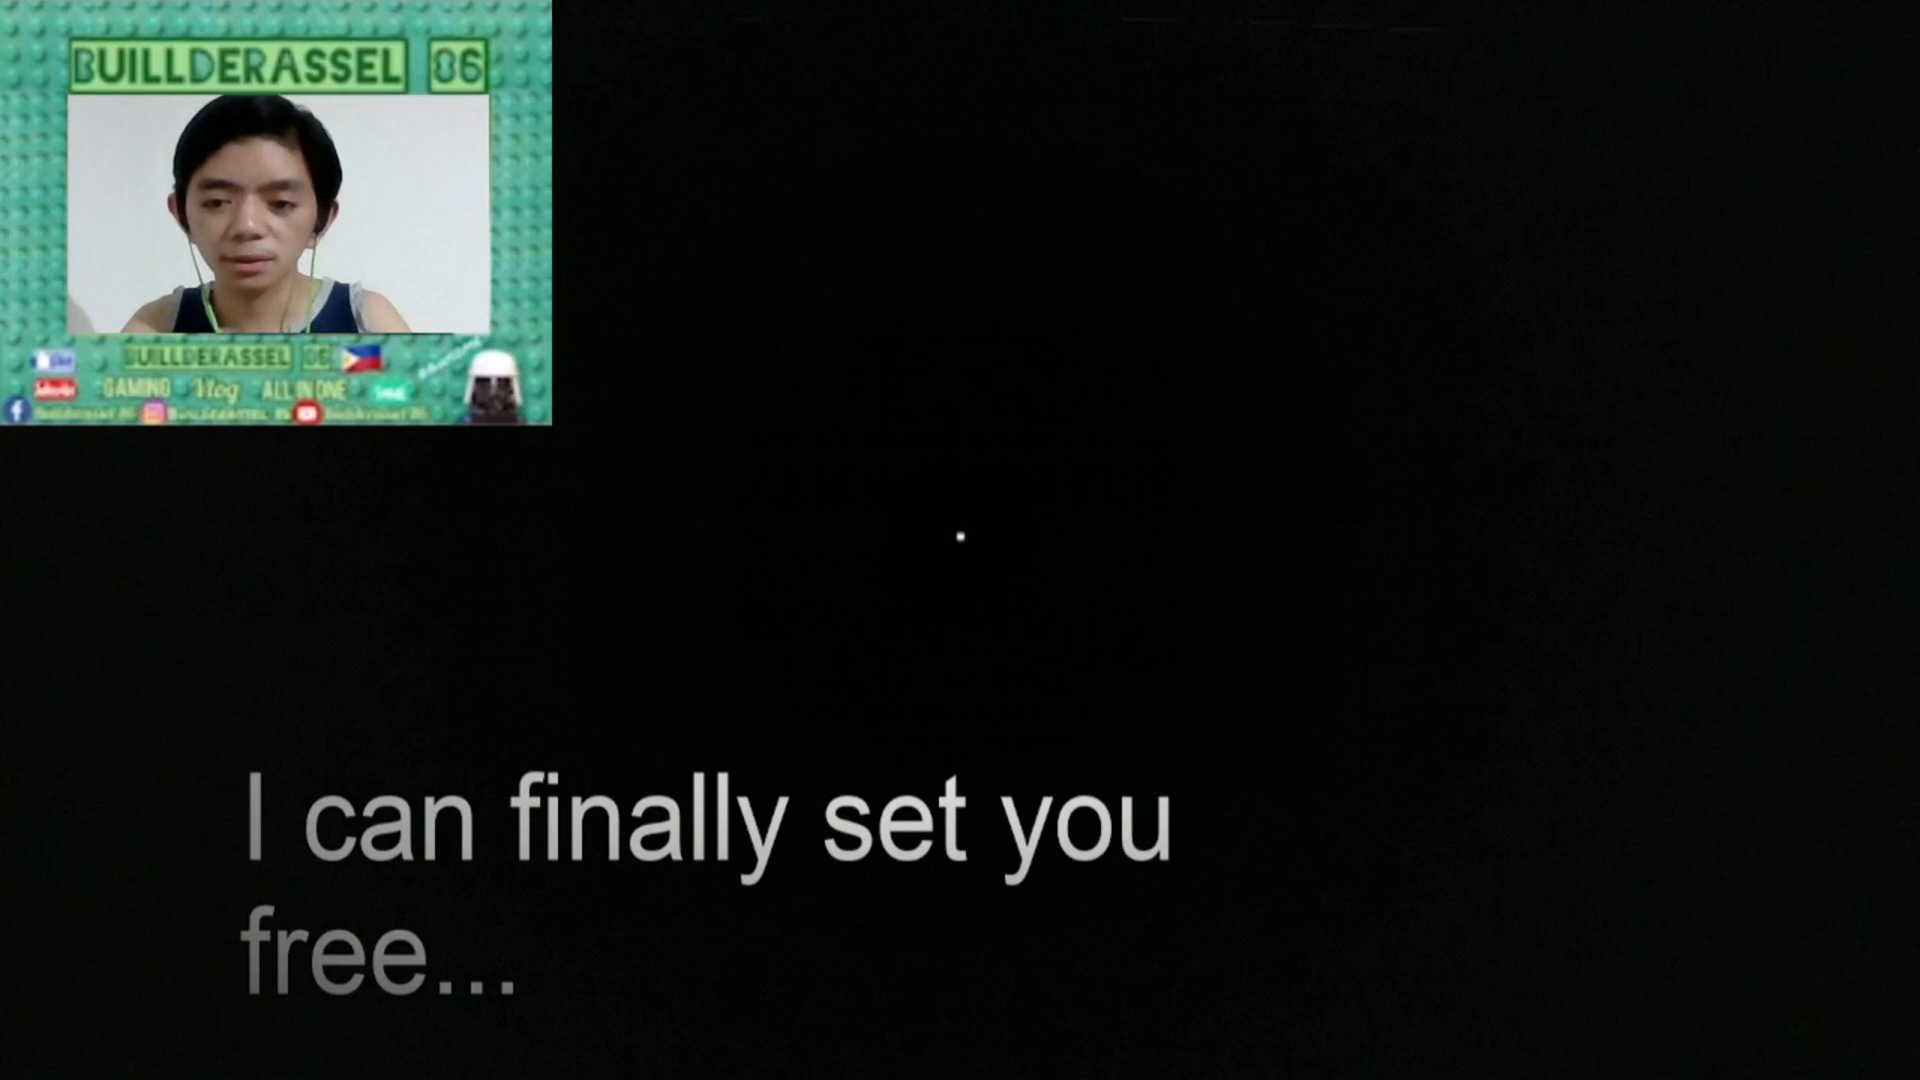 BUILLDERASSEL 06
BUILLDERASSEL 06
GAMING Vlog ALL IN ONE
I can finally set you
free...